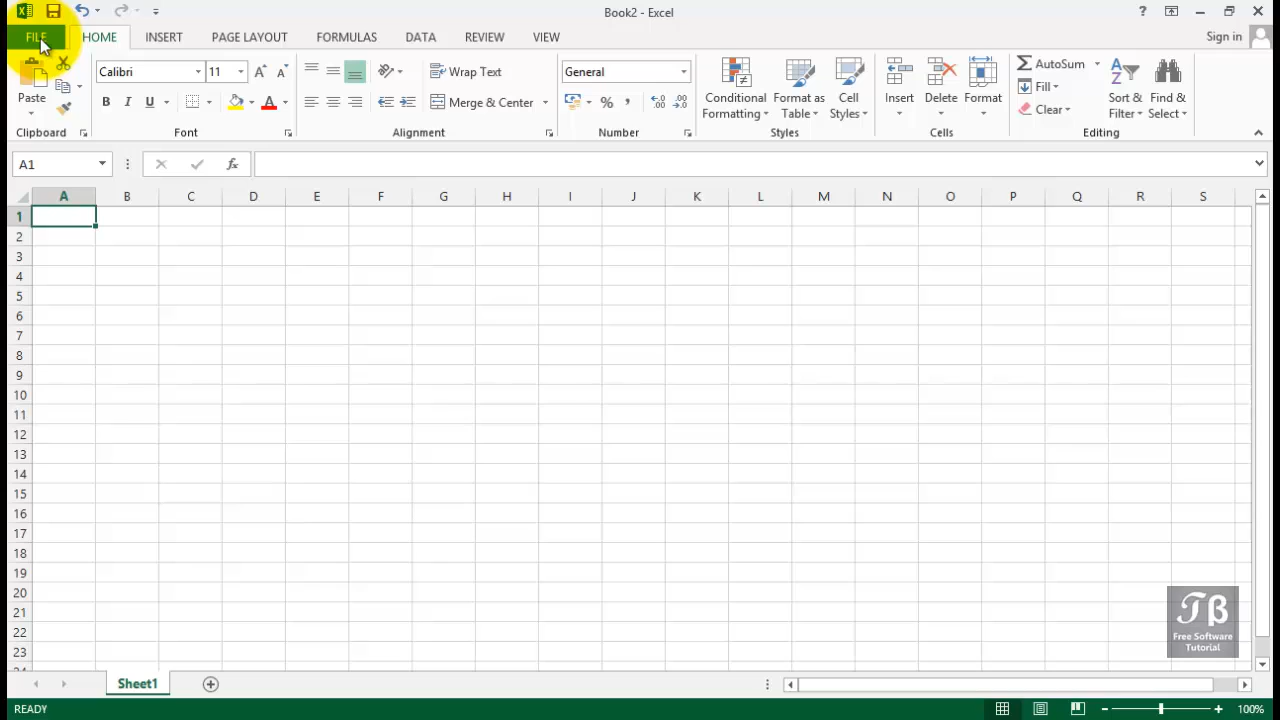 Book2 - Excel
FILE HOME INSERT PAGE LAYOUT FORMULAS DATA REVIEW VIEW Sign in
Calibri 11 Wrap Text General AutoSum
Fill
Paste Merge & Center % , Conditional Formatting Format as Table Cell Styles Insert Delete Format Clear Sort & Filter Find & Select
B I U A
Clipboard Font Alignment Number Styles Cells Editing
A1 fx
A B C D E F G H I J K L M N O P Q R S
1
2
3
4
5
6
7
8
9
10
11
12
13
14
15
16
17
18
19
20
21
22
23
TB
Free Software
Tutorial
Sheet1
READY 100%